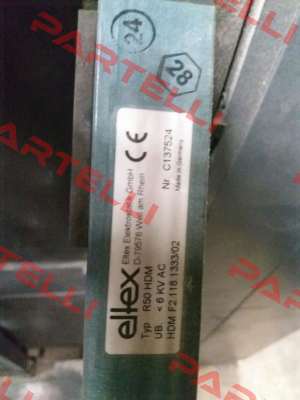 24
28
eltex
Eltex Elektrostatik GmbH
D-79576 Weil am Rhein
CE
Typ R50 HDM
UB. < 6 KV AC
HDM F2.118.1333/02
Nr. C137524
Made in Germany
PARTELLI
PARTELLI
PARTELLI
PARTELLI
PARTELLI